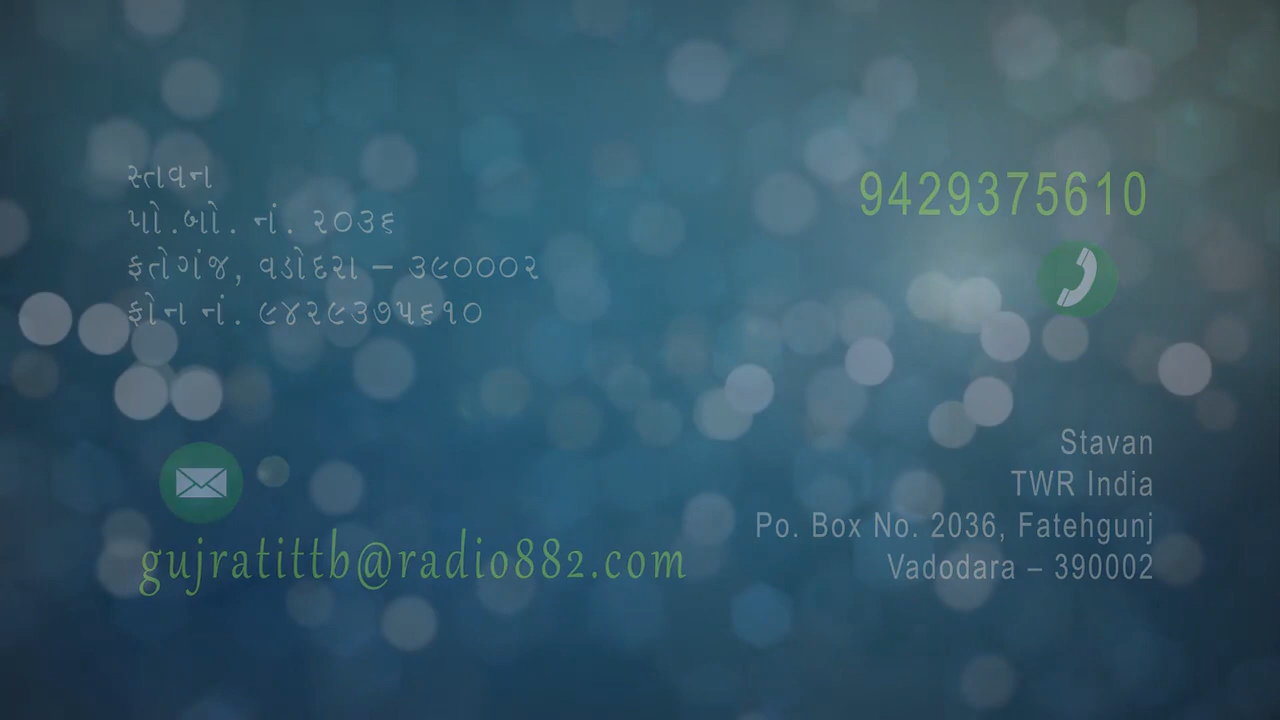 સ્તવન
પો.બો. નં. ૨૦૩૬
ફતેગંજ, વડોદરા – ૩૯૦૦૦૨
ફોન નં. ૯૪૨૯૩૭૫૬૧૦
9429375610
gujratittb@radio882.com
Stavan
TWR India
Po. Box No. 2036, Fatehgunj
Vadodara – 390002